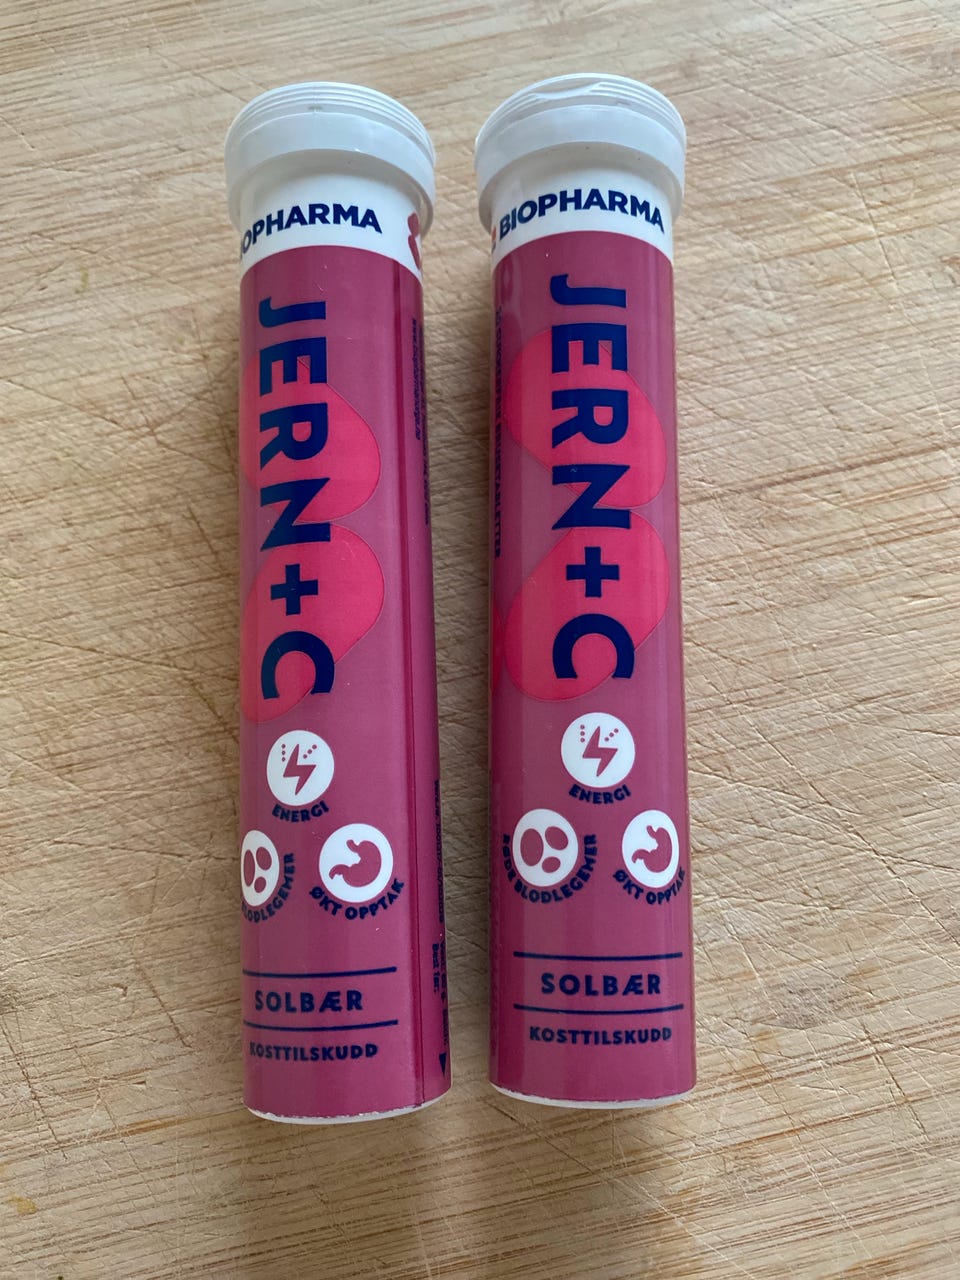 BIOPHARMA
JERN+C
ENERGI
BLODLEGEMER
ØKT OPPTAK
SOLBÆR
KOSTTILSKUDD
BIOPHARMA
JERN+C
ENERGI
RØDE BLODLEGEMER
ØKT OPPTAK
SOLBÆR
KOSTTILSKUDD